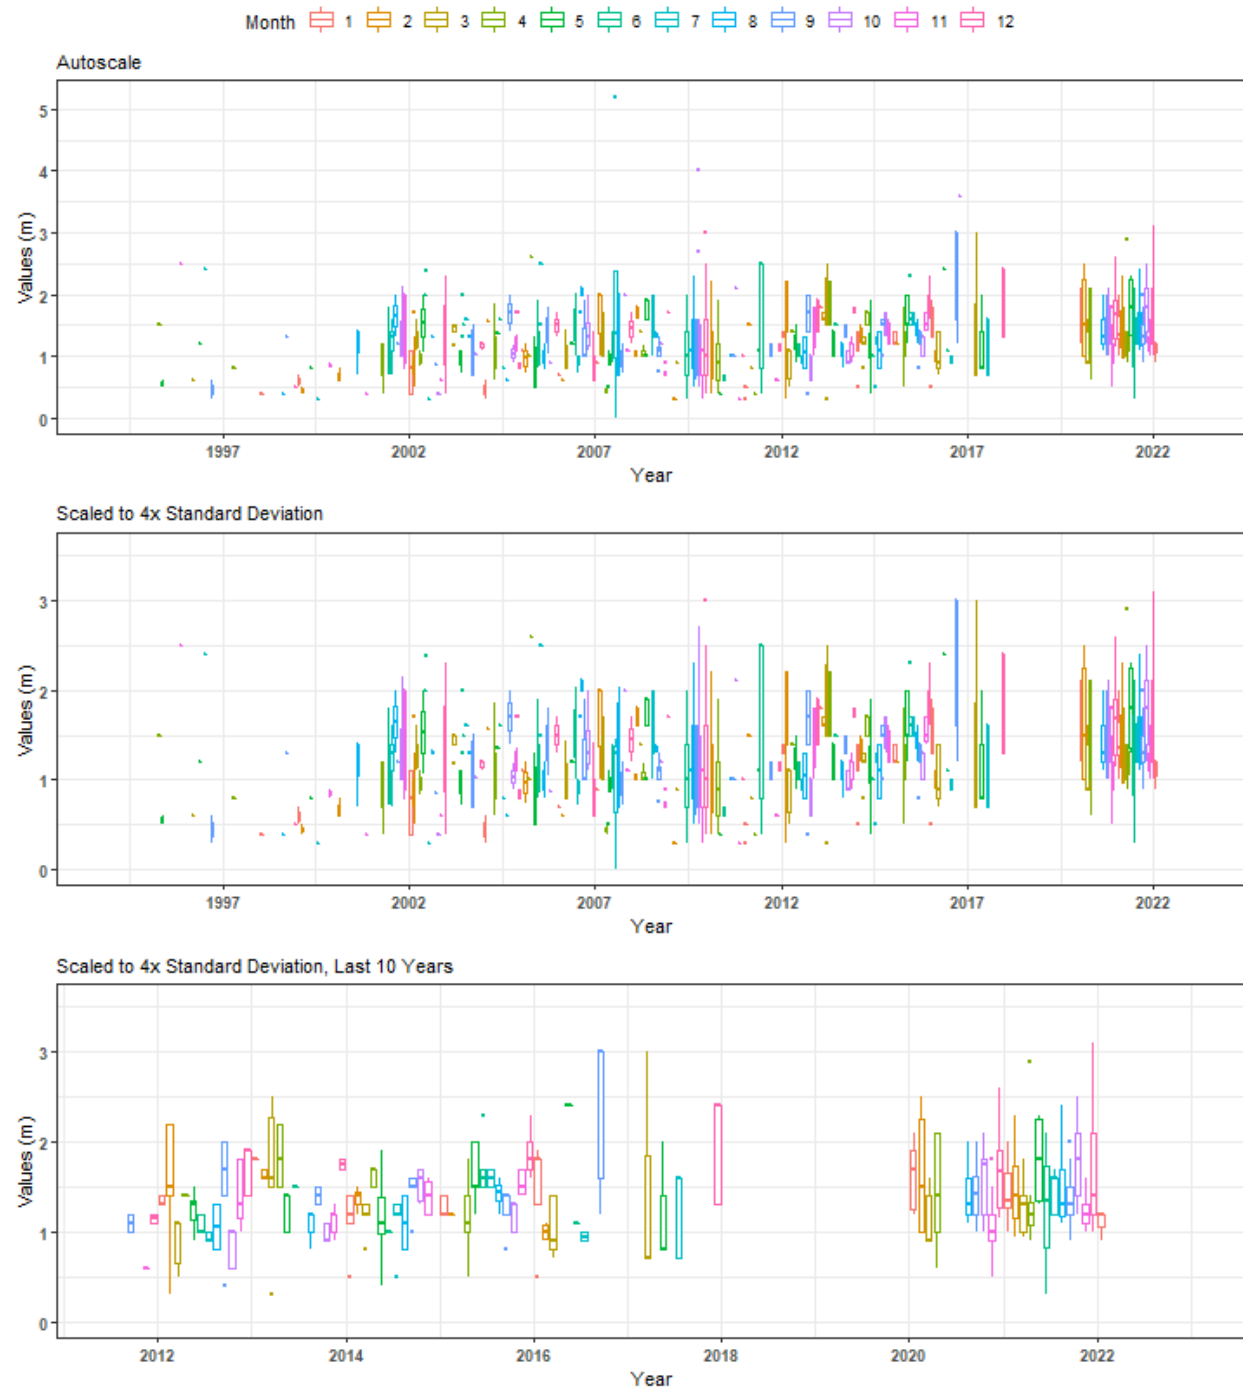 Month 1 2 3 4 5 6 7 8 9 10 11 12
Autoscale
5
4
3
2
1
0
Values (m)
1997 2002 2007 2012 2017 2022
Year
Scaled to 4x Standard Deviation
3
2
1
0
Values (m)
1997 2002 2007 2012 2017 2022
Year
Scaled to 4x Standard Deviation, Last 10 Years
3
2
1
0
Values (m)
2012 2014 2016 2018 2020 2022
Year